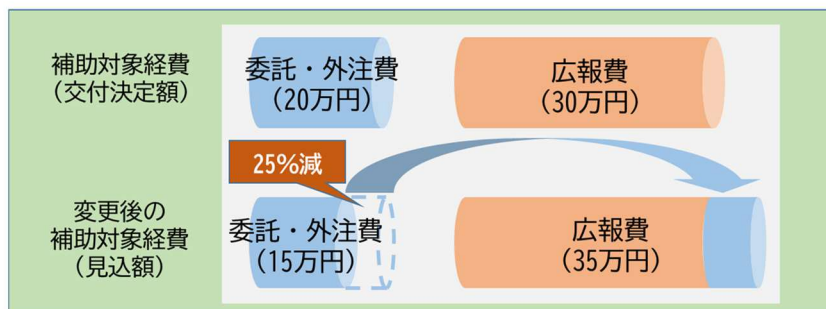 補助対象経費
（交付決定額）
委託・外注費
（20万円）
広報費
（30万円）
25%減
変更後の
補助対象経費
（見込額）
委託・外注費
（15万円）
広報費
（35万円）